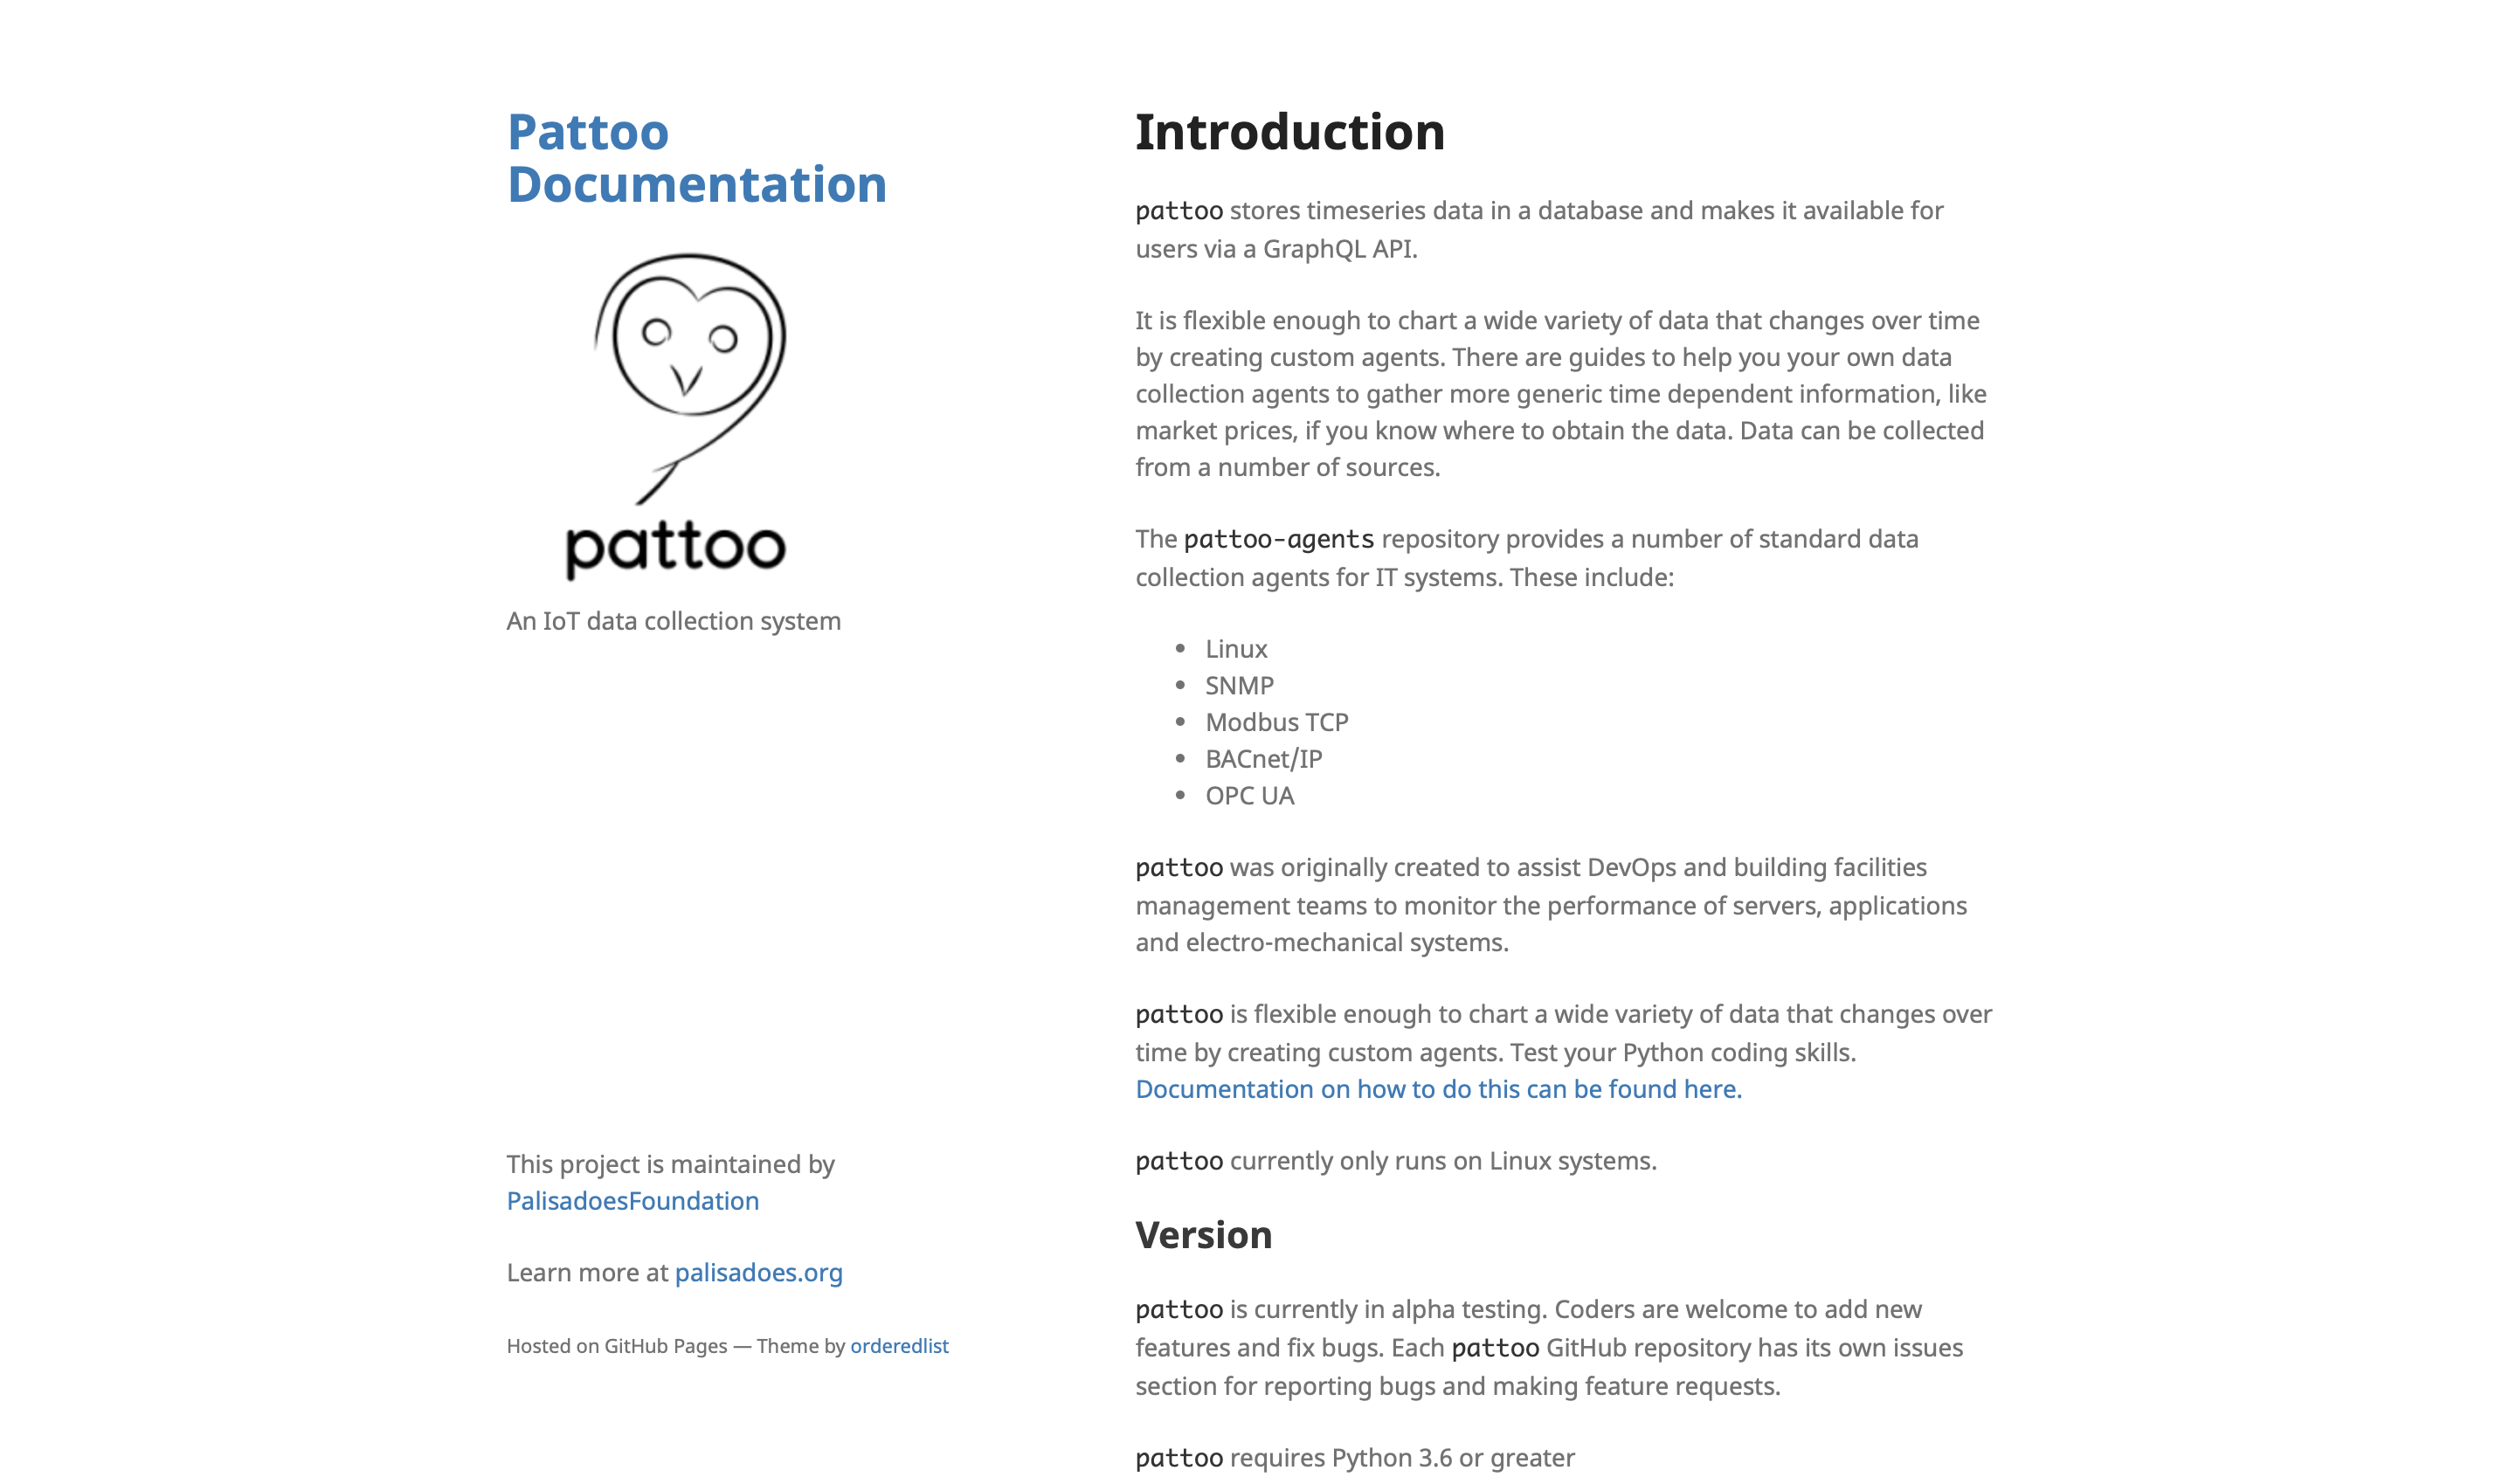 Pattoo
Documentation
pattoo
An IoT data collection system
This project is maintained by
PalisadoesFoundation
Learn more at palisadoes.org
Hosted on GitHub Pages — Theme by orderedlist
Introduction
pattoo stores timeseries data in a database and makes it available for
users via a GraphQL API.
It is flexible enough to chart a wide variety of data that changes over time
by creating custom agents. There are guides to help you your own data
collection agents to gather more generic time dependent information, like
market prices, if you know where to obtain the data. Data can be collected
from a number of sources.
The pattoo-agents repository provides a number of standard data
collection agents for IT systems. These include:
• Linux
• SNMP
• Modbus TCP
• BACnet/IP
• OPC UA
pattoo was originally created to assist DevOps and building facilities
management teams to monitor the performance of servers, applications
and electro-mechanical systems.
pattoo is flexible enough to chart a wide variety of data that changes over
time by creating custom agents. Test your Python coding skills.
Documentation on how to do this can be found here.
pattoo currently only runs on Linux systems.
Version
pattoo is currently in alpha testing. Coders are welcome to add new
features and fix bugs. Each pattoo GitHub repository has its own issues
section for reporting bugs and making feature requests.
pattoo requires Python 3.6 or greater